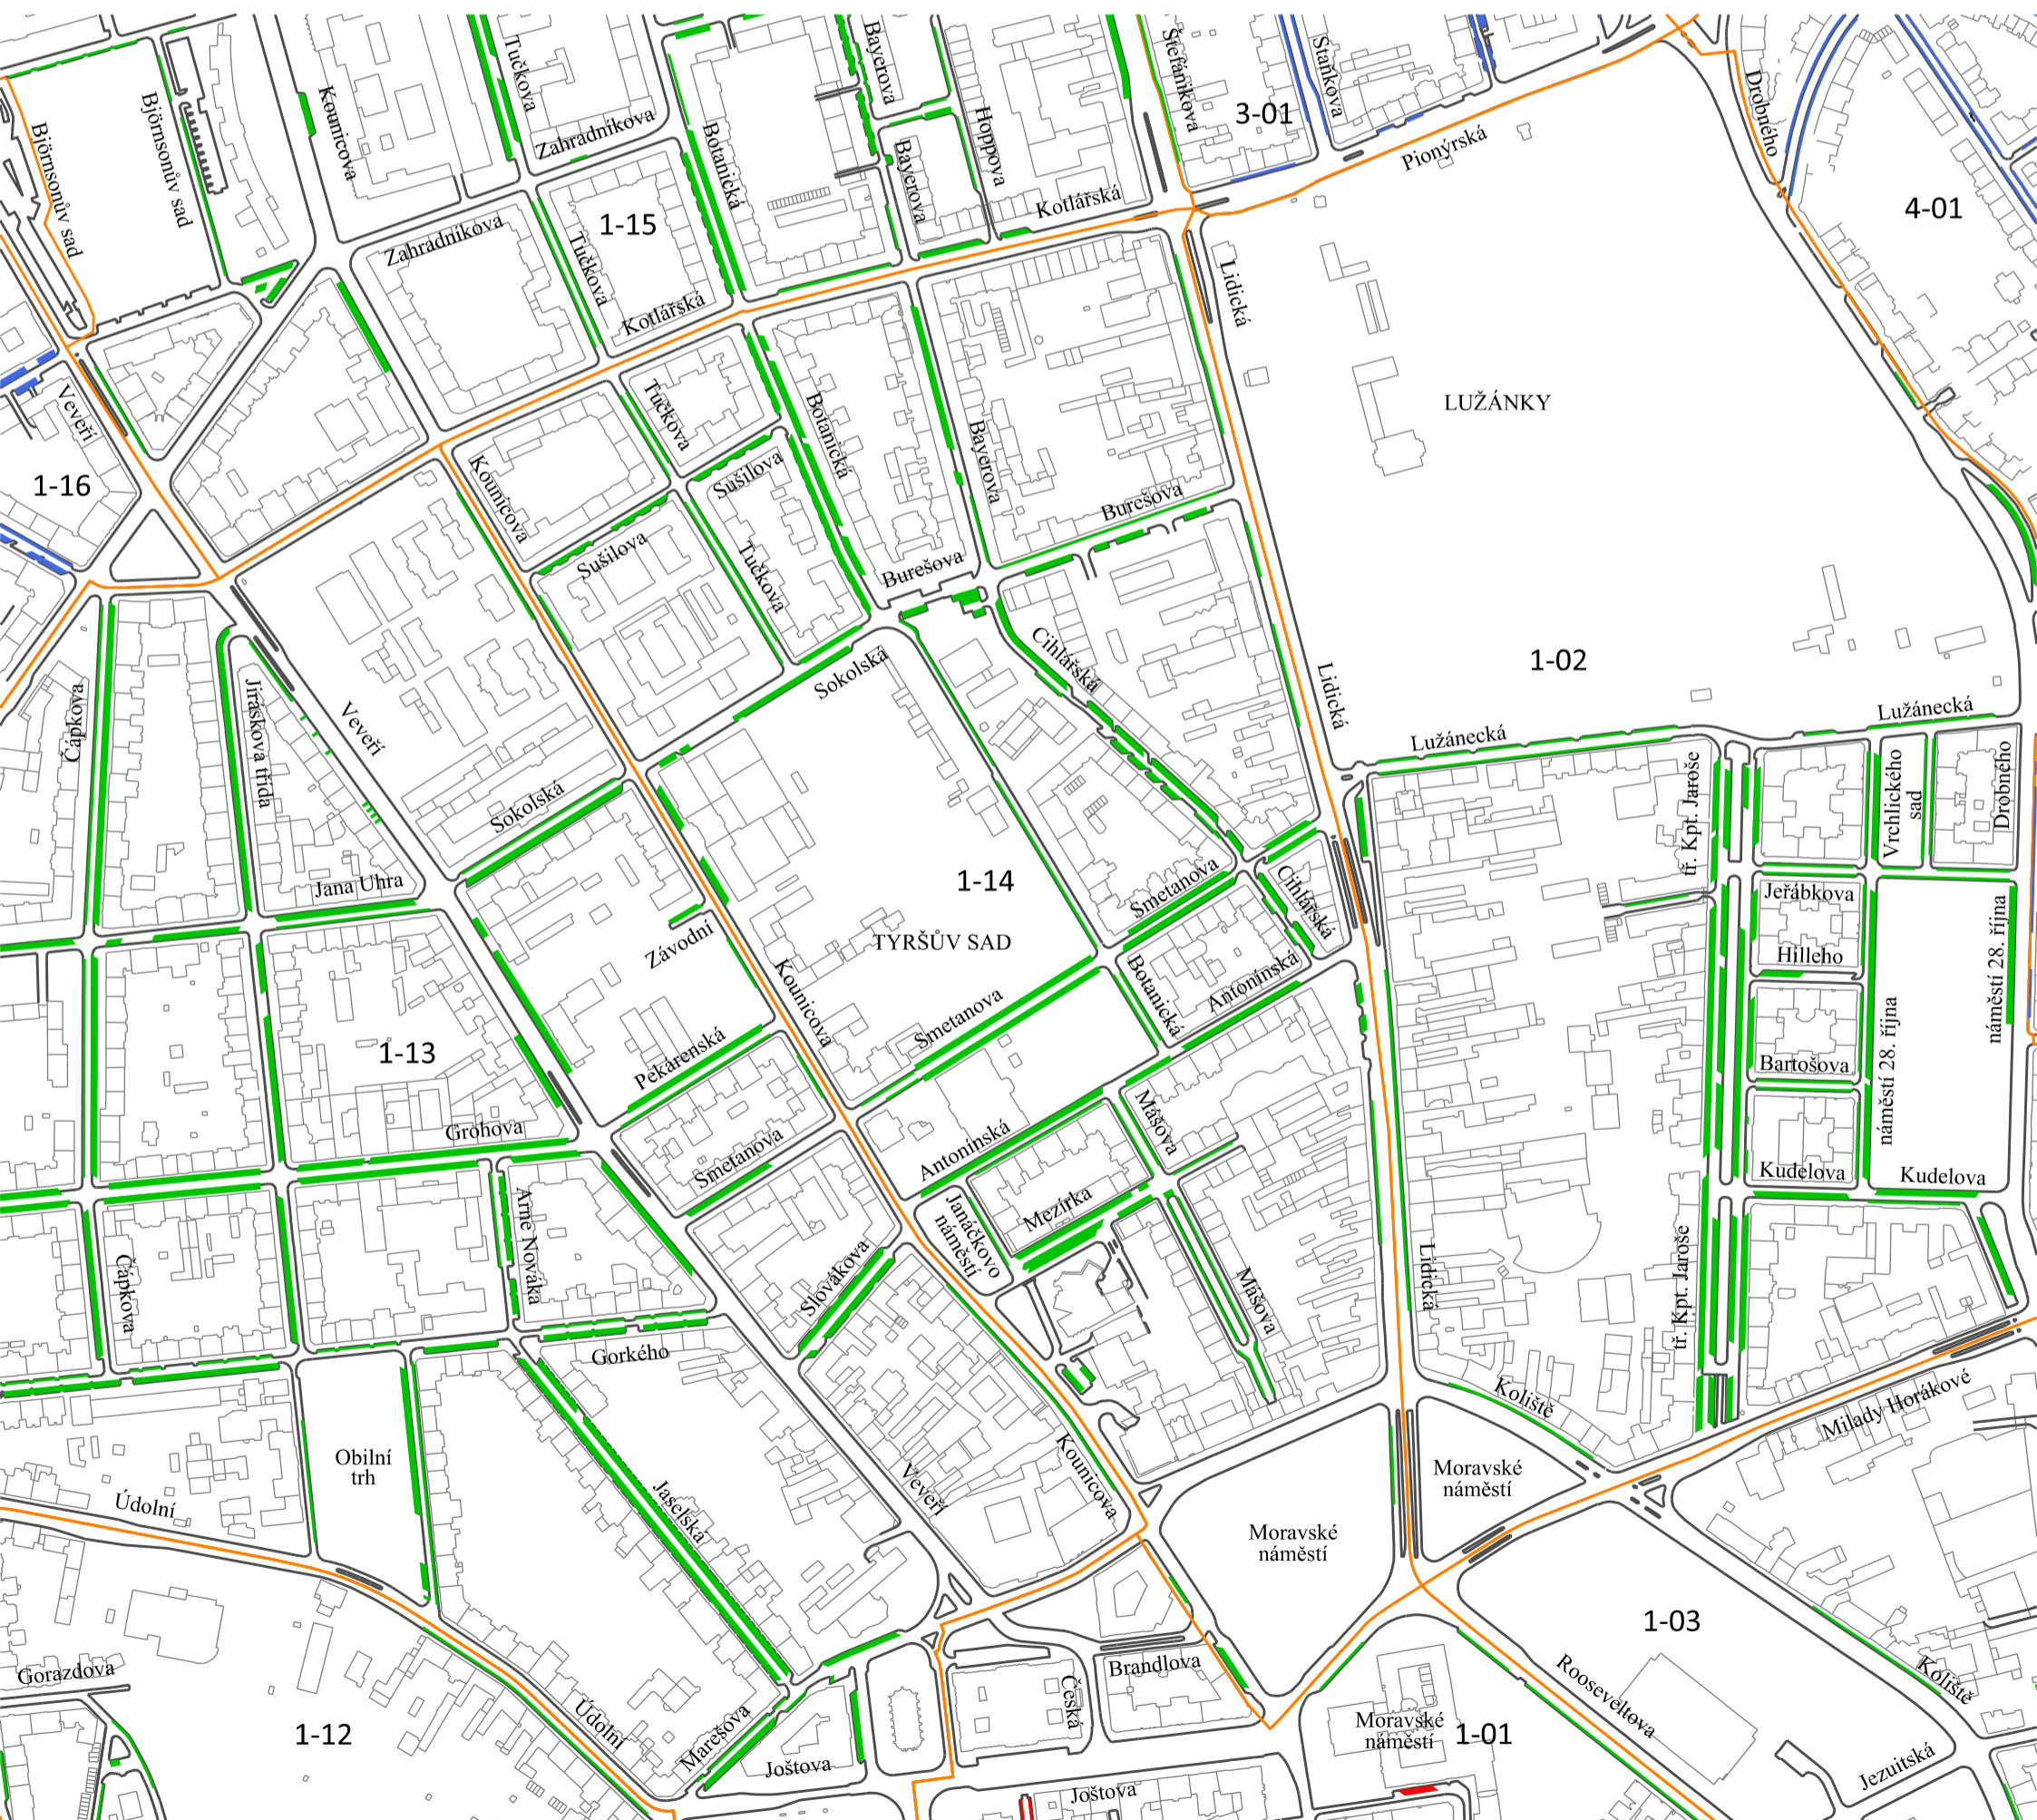 Björnsonův sad
Björnsonův sad
Kounicova
Tučkova
Zahradníkova
Botanická
Bayerova
Bayerova
Hoppova
Kotlářská
Štefánikova
3-01
Staňkova
Pionýrská
Drobného
4-01
Zahradníkova
Tučkova
1-15
Kotlářská
Lidická
LUŽÁNKY
Veveří
1-16
Kounicova
Tučkova
Sušilova
Botanická
Bayerova
Burešova
Sušilova
Tučkova
Burešova
Cihlářská
Sokolská
Lidická
1-02
Lužánecká
Lužánecká
Čápkova
Jiráskova třída
Veveří
Sokolská
Jana Uhra
tř. Kpt. Jaroše
Vrchlického
sad
Drobného
1-14
Smetanova
Cihlářská
Jeřábkova
Závodní
TYRŠŮV SAD
Kounicova
Botanická
Antonínská
Hilleho
náměstí 28. října
Smetanova
1-13
Pekárenská
Bartošova
náměstí 28. října
Grohova
Smetanova
Antonínská
Mášova
Kudelova
Kudelova
Arne Nováka
Čápkova
Slovákova
Janáčkovo
náměstí
Mezírka
Mášova
Lidická
tř. Kpt. Jaroše
Gorkého
Koliště
Milady Horákové
Obilní
trh
Údolní
Jaselská
Veveří
Kounicova
Moravské
náměstí
Moravské
náměstí
1-03
Gorazdova
1-12
Údolní
Marešova
Joštova
Česká
Brandlova
Joštova
Moravské
náměstí
1-01
Rooseveltova
Koliště
Jezuitská